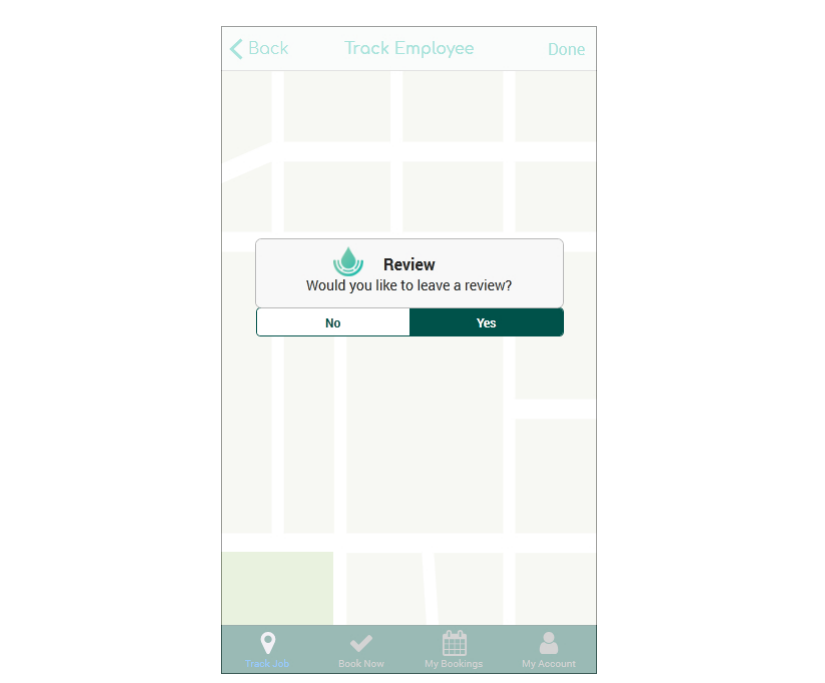 Back
Track Employee
Done
Review
Would you like to leave a review?
No
Yes
Track Job
Book Now
My Bookings
My Account